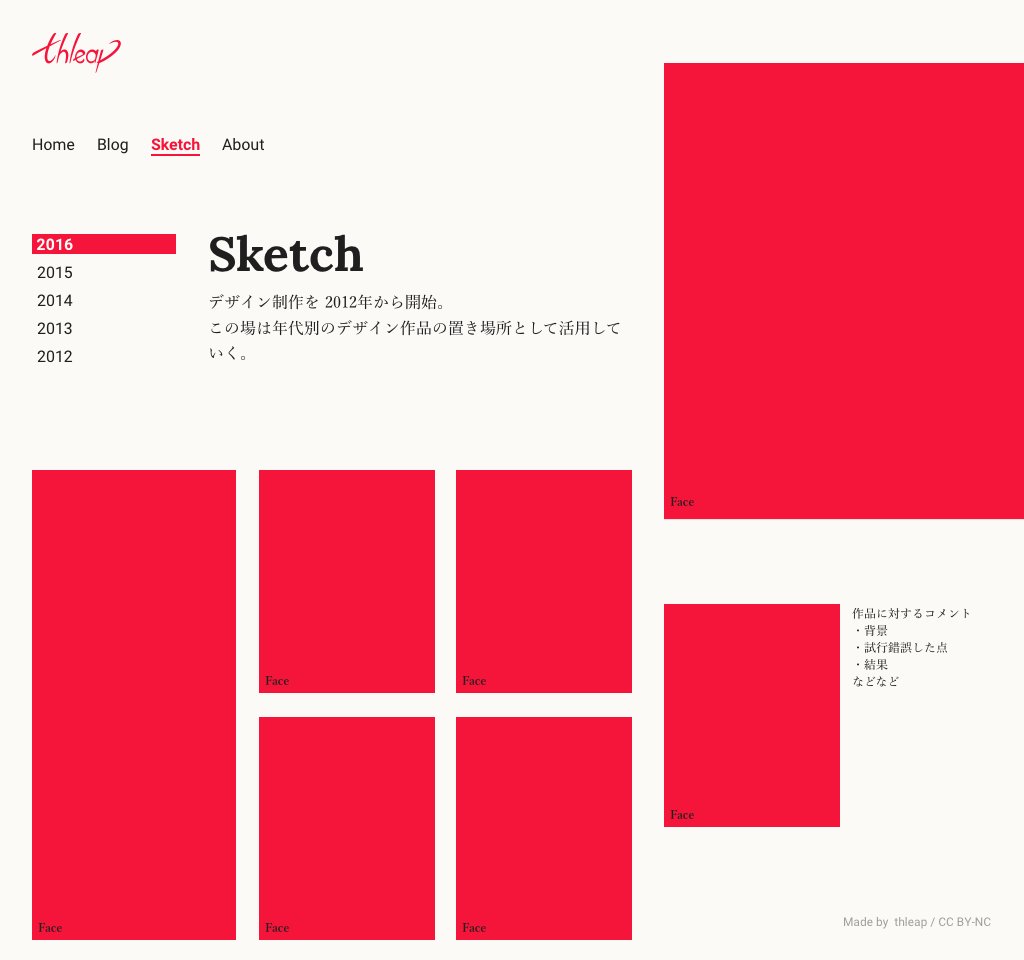 thleap
Home Blog Sketch About
2016
2015
2014
2013
2012
Sketch
デザイン制作を 2012年から開始。
この場は年代別のデザイン作品の置き場所として活用して
いく。
Face
Face
Face
Face
Face
Face
作品に対するコメント
・背景
・試行錯誤した点
・結果
などなど
Face
Made by thleap / CC BY-NC